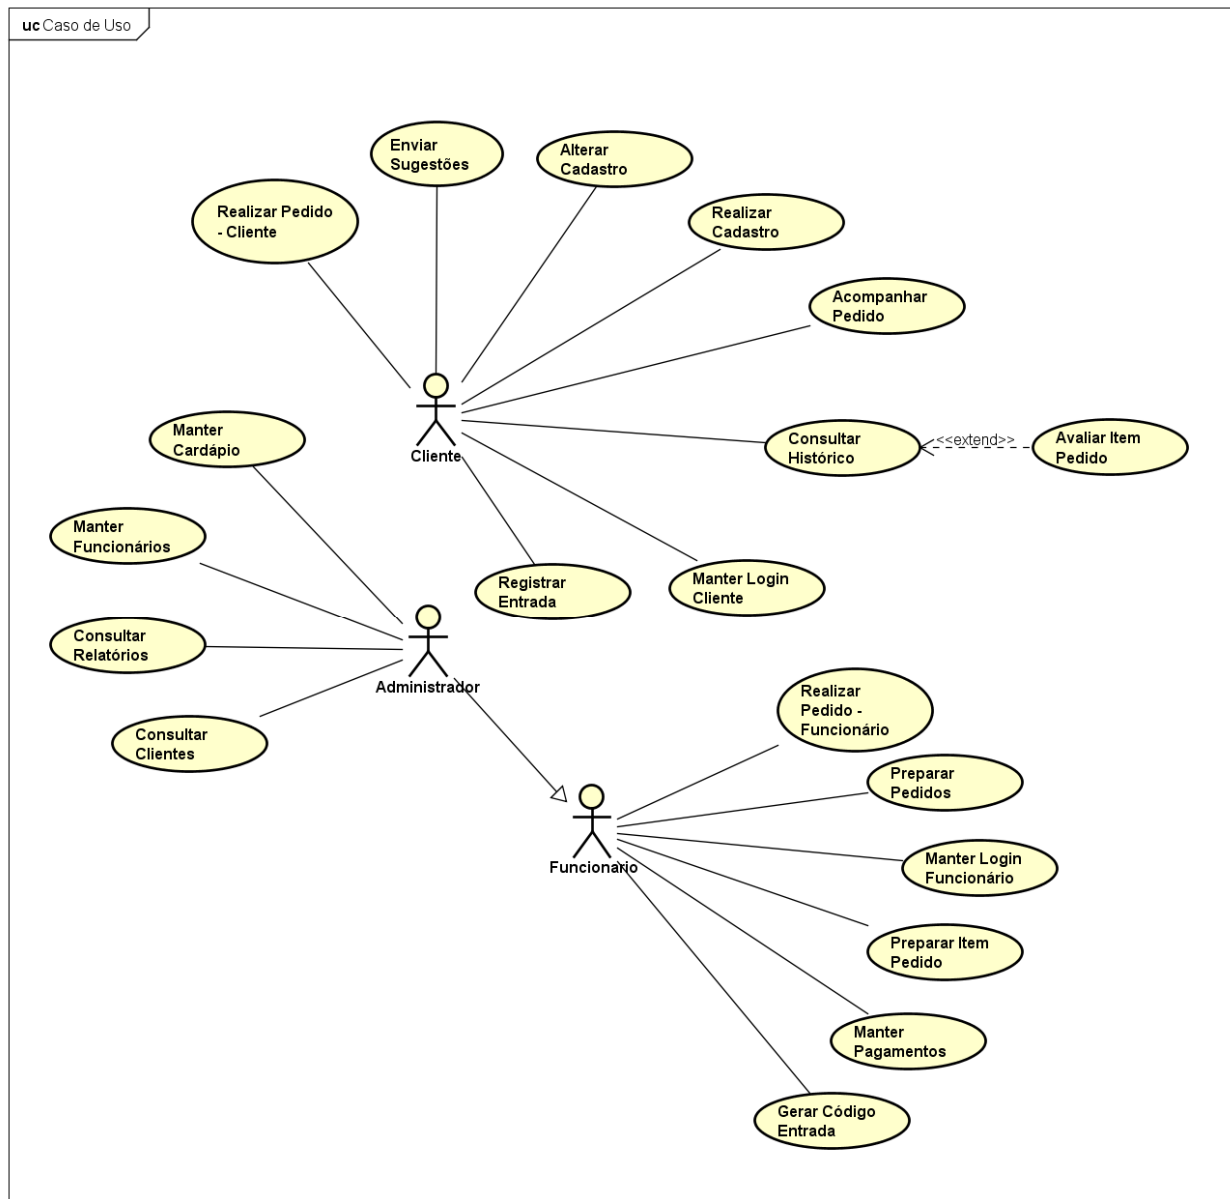 uc Caso de Uso
Enviar
Sugestões
Alterar
Cadastro
Realizar Pedido
- Cliente
Realizar
Cadastro
Acompanhar
Pedido
Manter
Cardápio
Cliente
Consultar
Histórico
<<extend>>
Avaliar Item
Pedido
Manter
Funcionários
Registrar
Entrada
Manter Login
Cliente
Consultar
Relatórios
Administrador
Consultar
Clientes
Realizar
Pedido -
Funcionário
Preparar
Pedidos
Funcionario
Manter Login
Funcionário
Preparar Item
Pedido
Manter
Pagamentos
Gerar Código
Entrada